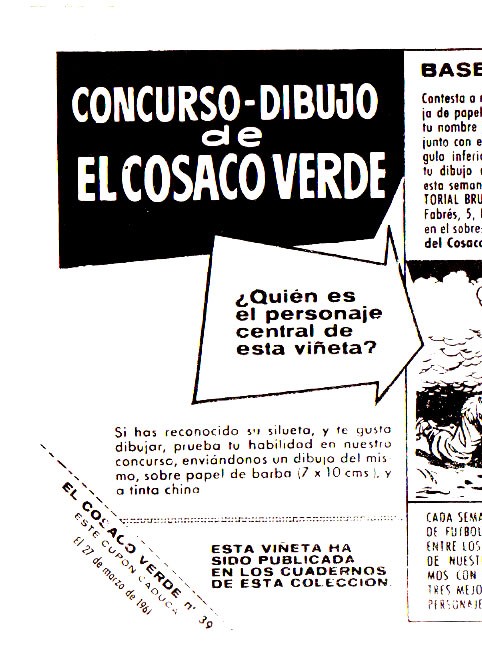 CONCURSO-DIBUJO
de
EL COSACO VERDE
¿Quién es
el personaje
central de
esta viñeta?
Si has reconocido su silueta, y te gusta
dibujar, prueba tu habilidad en nuestro
concurso, enviándonos un dibujo del mis
mo, sobre papel de barba (7 x 10 cms.), y
a tinta china
EL COSACO VERDE nº 39
ESTE CUPON CADUCA
El 27 de marzo de 1961
ESTA VIÑETA HA
SIDO PUBLICADA
EN LOS CUADERNOS
DE ESTA COLECCION.
BASE
Contesta a
ja de papel
tu nombre
junto con e
gulo inferi
tu dibujo
esta seman
TORIAL BRU
Fabrés, 5,
en el sobre:
del Cosaco
CADA SEMA
DE FUTBOL
ENTRE LOS
DE NUEST
MOS CON
TRES MEJO
PERSONAJE